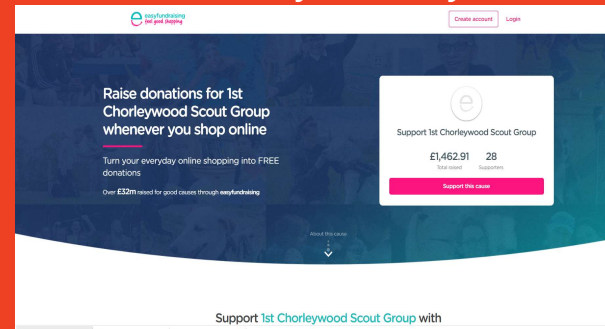 easyfundraising
feel good shopping
Create account
Login
Raise donations for 1st
Chorleywood Scout Group
whenever you shop online
Turn your everyday online shopping into FREE
donations
Over £32m raised for good causes through easyfundraising
Support 1st Chorleywood Scout Group
£1,462.91 28
Total raised Supporters
Support this cause
About this cause
Support 1st Chorleywood Scout Group with